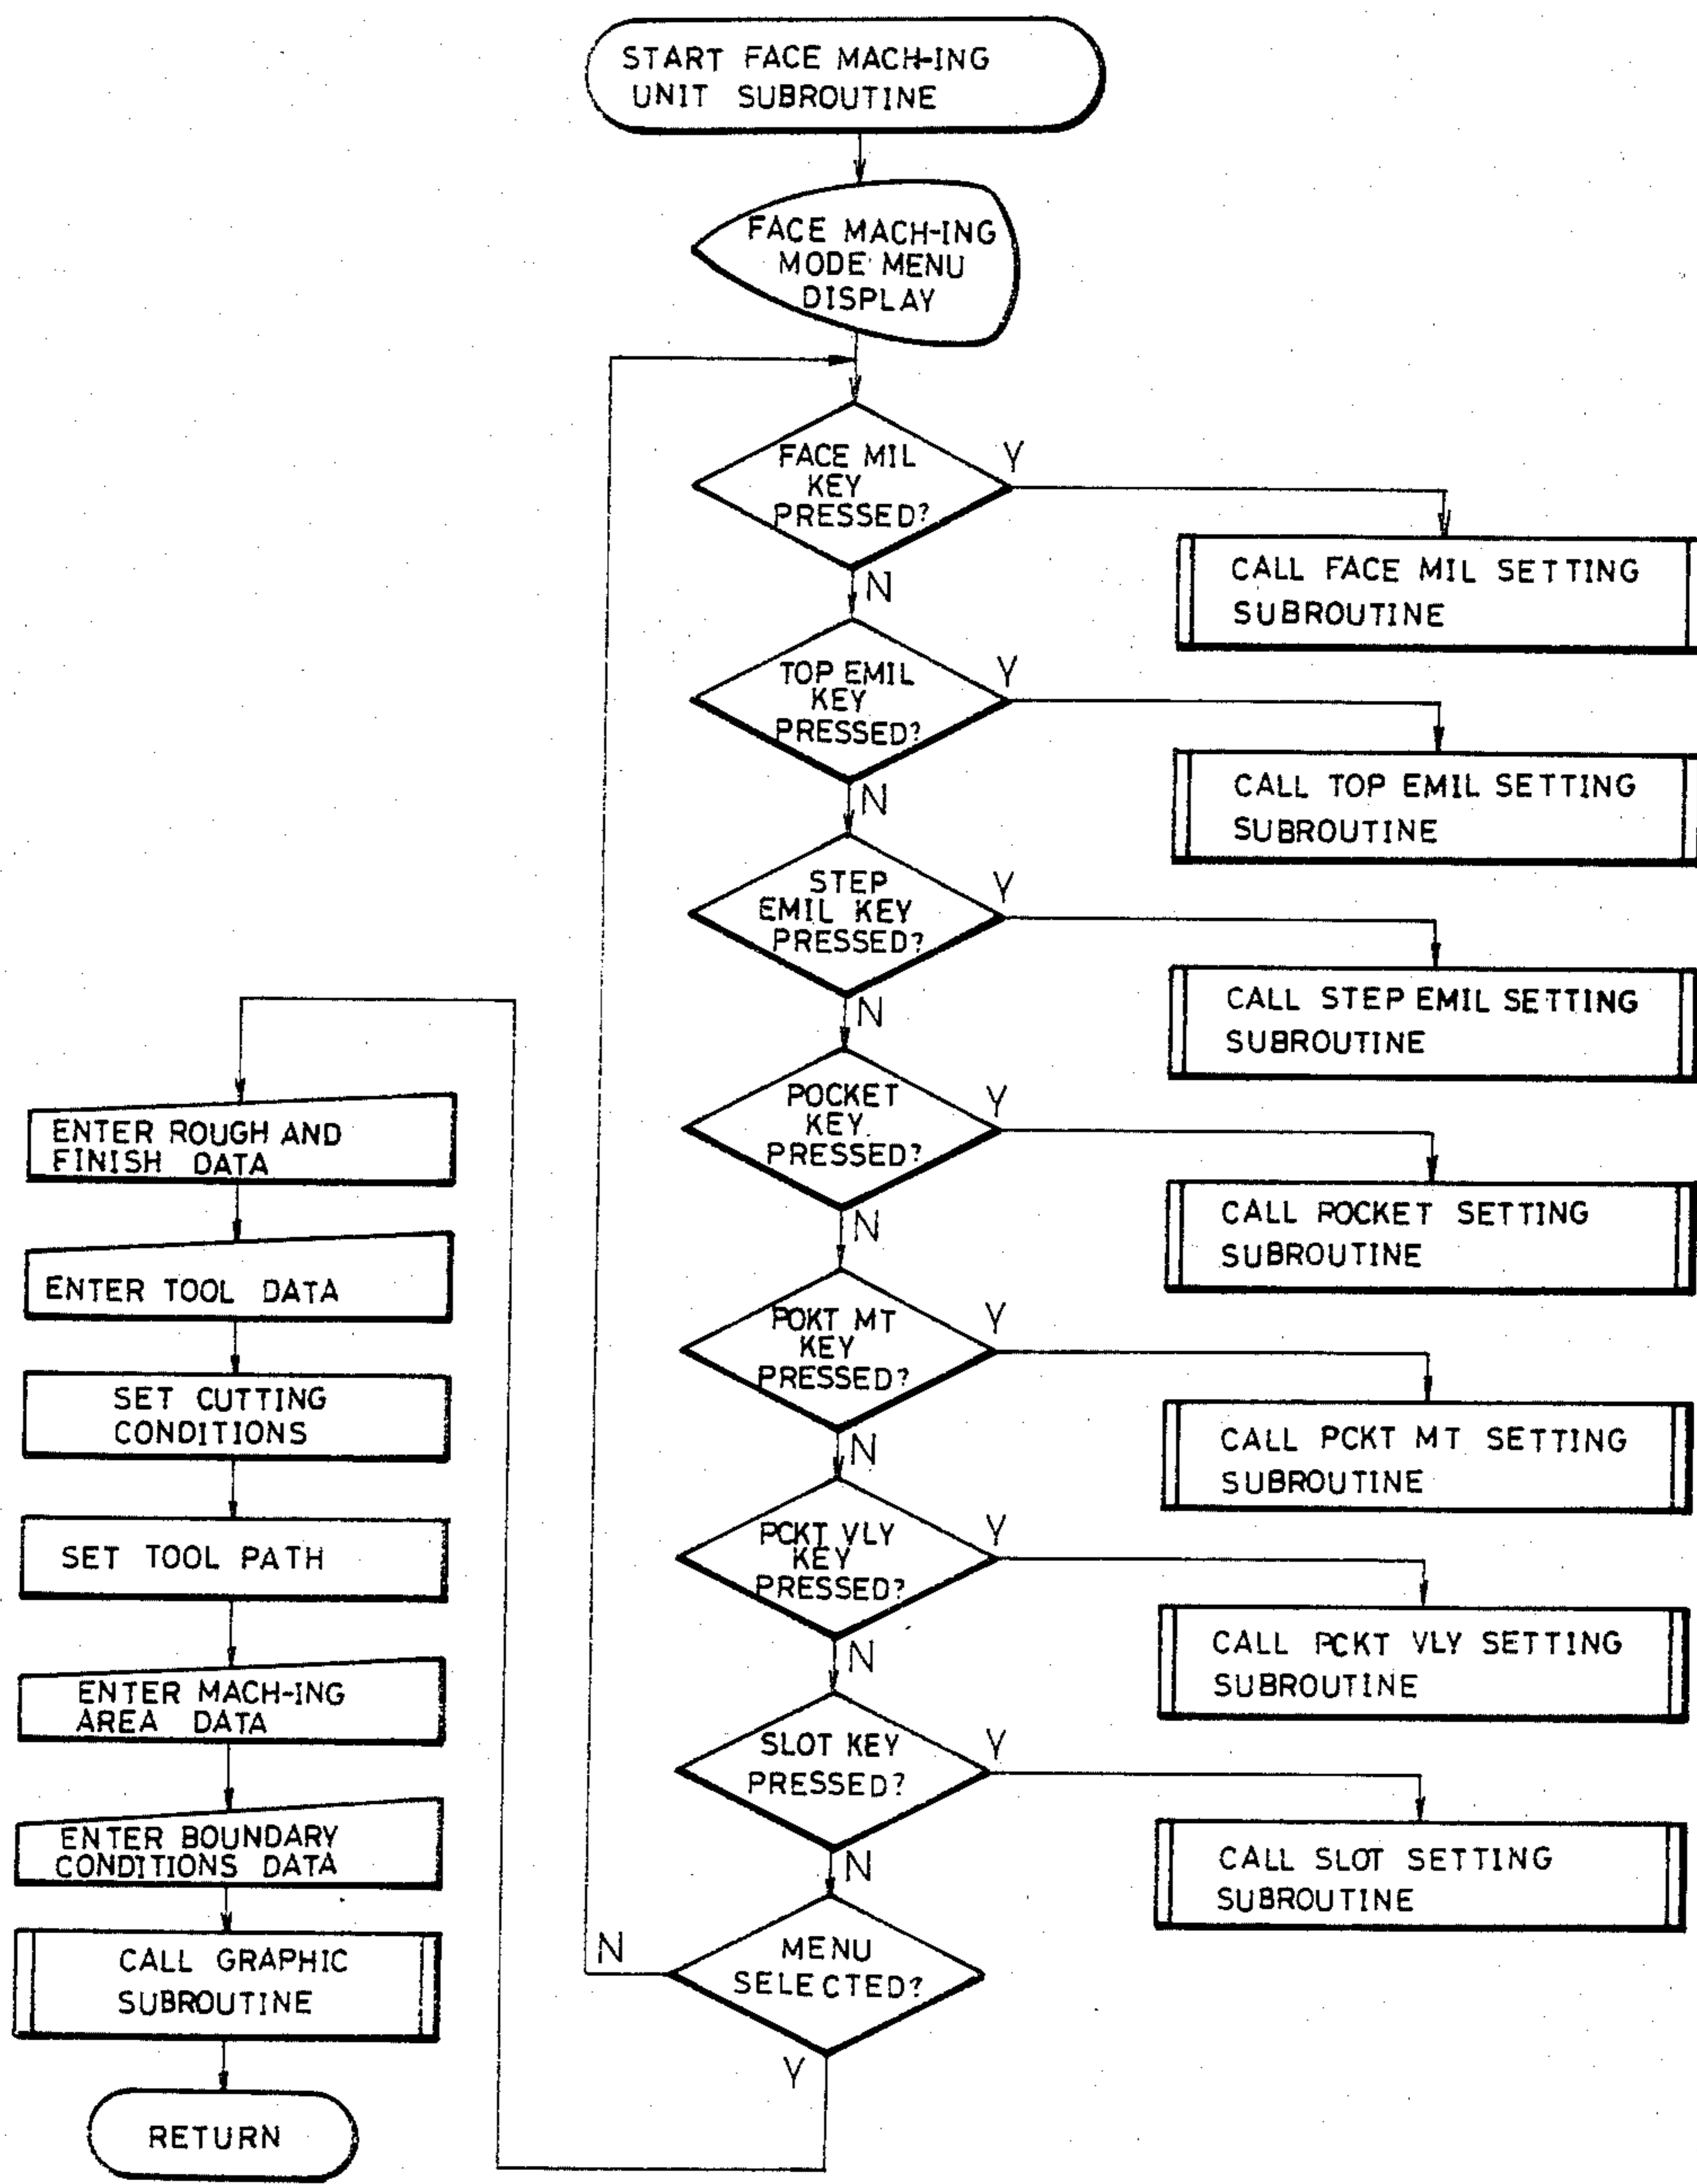 START FACE MACH-ING
UNIT SUBROUTINE
FACE MACH-ING
MODE MENU
DISPLAY
FACE MIL
KEY
PRESSED?
Y
N
CALL FACE MIL SETTING
SUBROUTINE
TOP EMIL
KEY
PRESSED?
Y
N
CALL TOP EMIL SETTING
SUBROUTINE
STEP
EMIL KEY
PRESSED?
Y
N
CALL STEP EMIL SETTING
SUBROUTINE
POCKET
KEY
PRESSED?
Y
N
CALL POCKET SETTING
SUBROUTINE
POKT MT
KEY
PRESSED?
Y
N
CALL PCKT MT SETTING
SUBROUTINE
PCKT VLY
KEY
PRESSED?
Y
N
CALL PCKT VLY SETTING
SUBROUTINE
SLOT KEY
PRESSED?
Y
N
CALL SLOT SETTING
SUBROUTINE
MENU
SELECTED?
N
Y
ENTER ROUGH AND
FINISH DATA
ENTER TOOL DATA
SET CUTTING
CONDITIONS
SET TOOL PATH
ENTER MACH-ING
AREA DATA
ENTER BOUNDARY
CONDITIONS DATA
CALL GRAPHIC
SUBROUTINE
RETURN